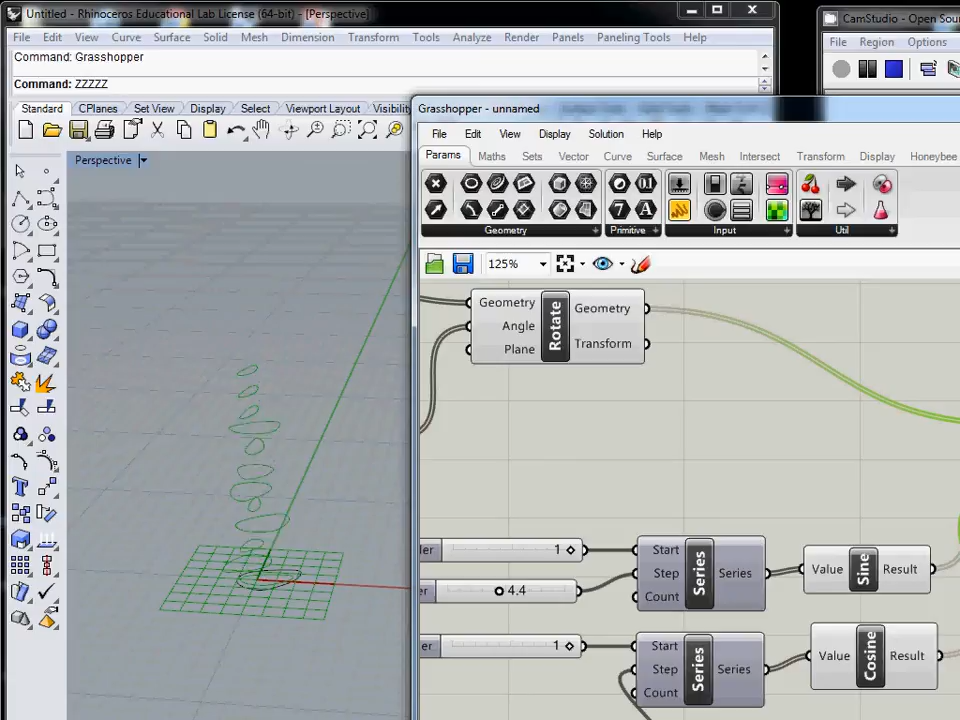 Untitled - Rhinoceros Educational Lab License (64-bit) - [Perspective]
File Edit View Curve Surface Solid Mesh Dimension Transform Tools Analyze Render Panels Paneling Tools Help
Command: Grasshopper
Command: ZZZZZ
Standard CPlanes Set View Display Select Viewport Layout Visibility
Perspective
CamStudio - Open Sour
File Region Options
Grasshopper - unnamed
File Edit View Display Solution Help
Params Maths Sets Vector Curve Surface Mesh Intersect Transform Display Honeybee
Geometry Primitive Input Util
125%
Geometry Rotate Geometry
Angle
Plane Transform
ler 1 Start Series Series
er 4.4 Step
Count
Value Sine Result
er 1 Start Series Series
Step
Count
Value Cosine Result